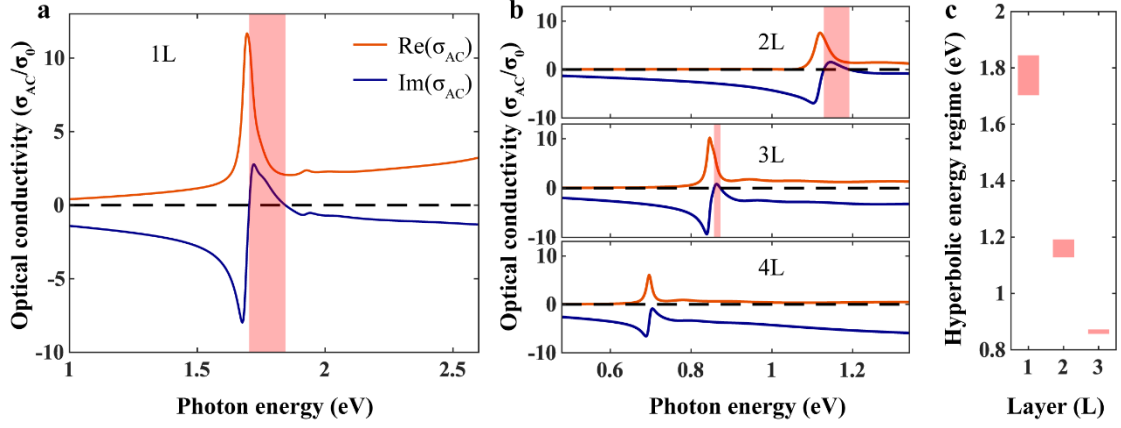 a
1L
Re(σAC)
Im(σAC)
Optical conductivity (σAC/σ0)
10
5
0
-5
-10
1
1.5
2
2.5
Photon energy (eV)
b
2L
3L
4L
Optical conductivity (σAC/σ0)
10
0
-10
10
0
-10
10
0
-10
0.6
0.8
1
1.2
Photon energy (eV)
c
Hyperbolic energy regime (eV)
2
1.8
1.6
1.4
1.2
1
0.8
1 2 3
Layer (L)